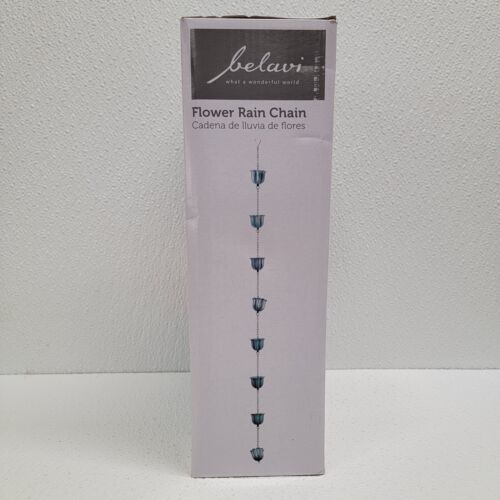 belavi
what a wonderful world
Flower Rain Chain
Cadena de lluvia de flores